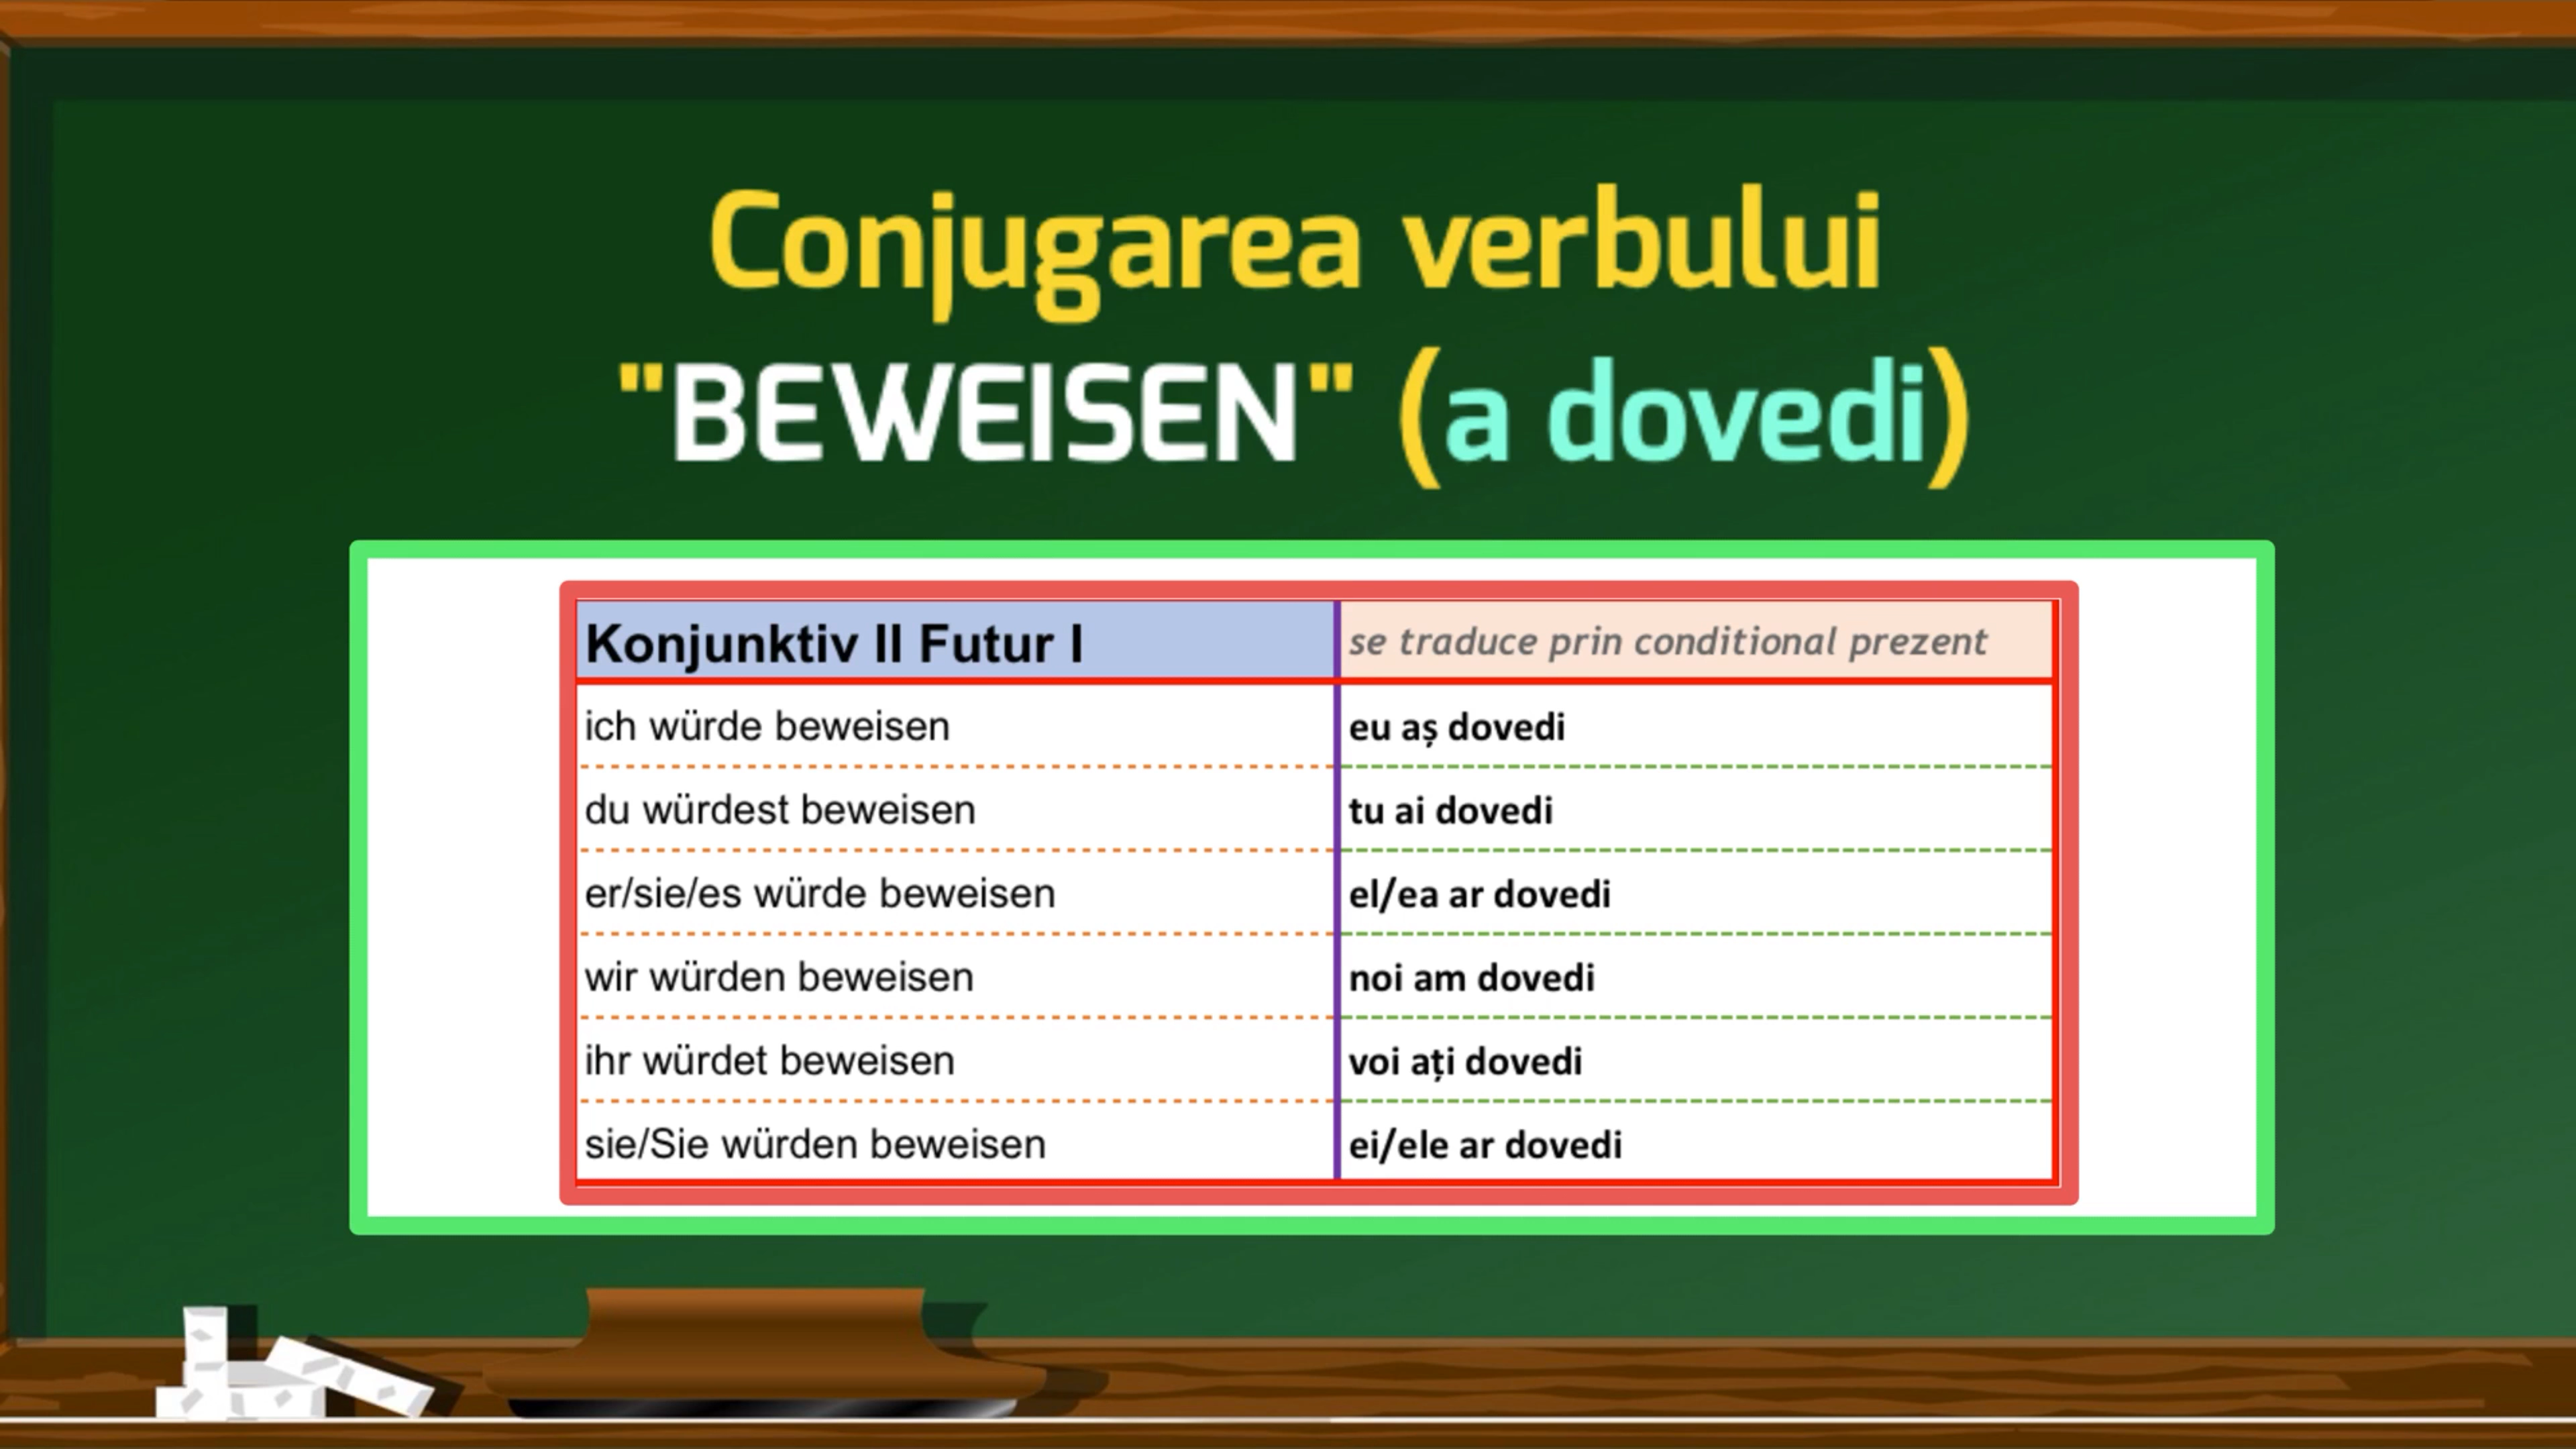 Conjugarea verbului
"BEWEISEN" (a dovedi)
Konjunktiv II Futur I se traduce prin conditional prezent
ich würde beweisen eu aș dovedi
du würdest beweisen tu ai dovedi
er/sie/es würde beweisen el/ea ar dovedi
wir würden beweisen noi am dovedi
ihr würdet beweisen voi ați dovedi
sie/Sie würden beweisen ei/ele ar dovedi